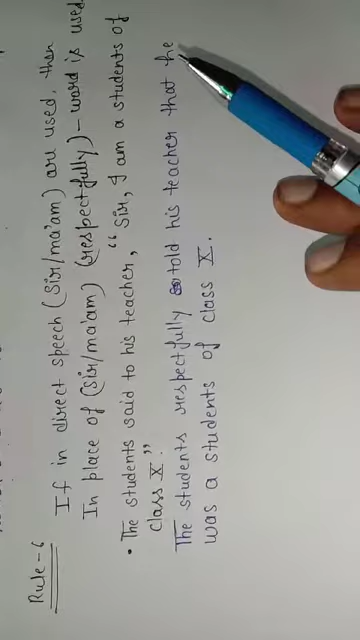 Rule-6
If in direct speech (Sir/ma'am) are used, then
In place of (Sir/ma'am) (respectfully) - word is used
• The students said to his teacher, "Sir, I am a students of
class X."
The students respectfully told his teacher that he
was a students of class X.